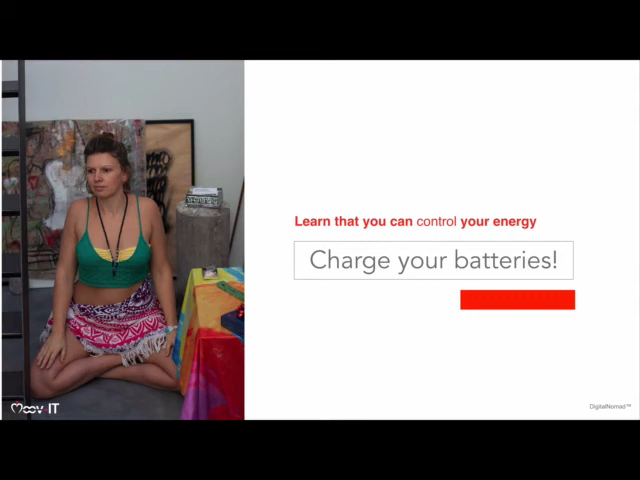 Learn that you can control your energy
Charge your batteries!
Moov-IT
DigitalNomad™